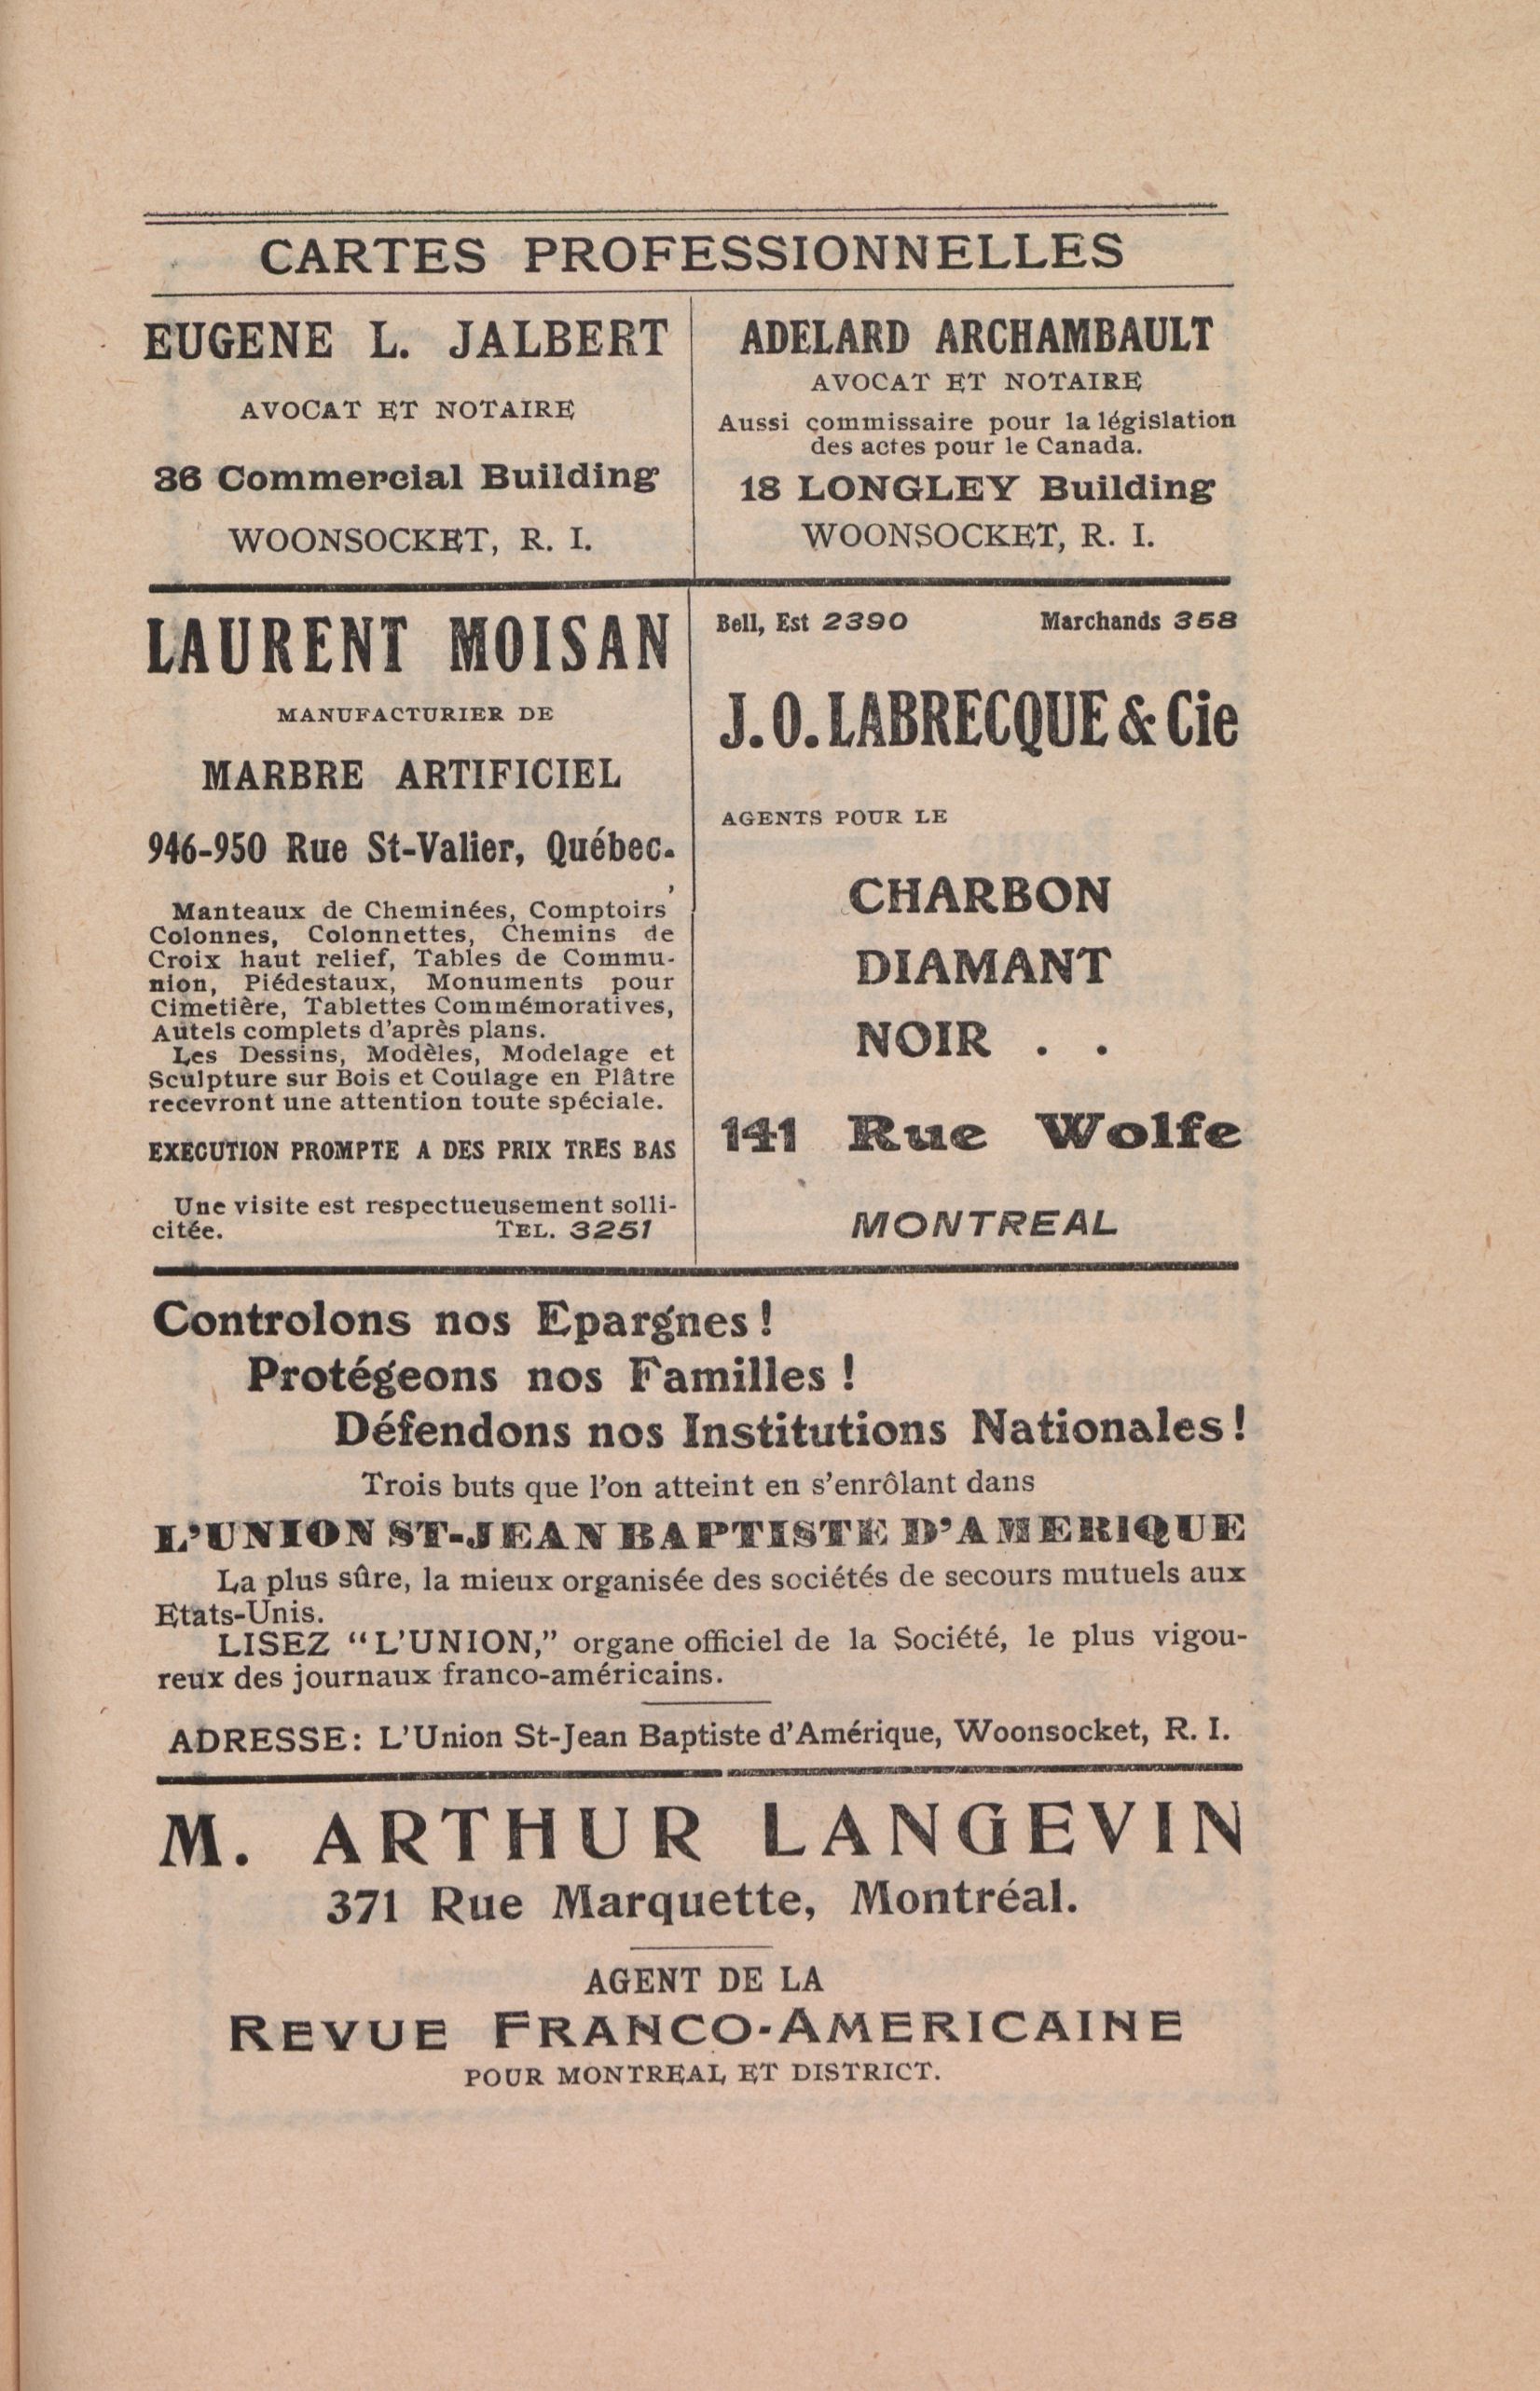 CARTES PROFESSIONNELLES
EUGENE L. JALBERT
AVOCAT ET NOTAIRE
36 Commercial Building
WOONSOCKET, R. I.
ADELARD ARCHAMBAULT
AVOCAT ET NOTAIRE
Aussi commissaire pour la législation
des actes pour le Canada.
18 LONGLEY Building
WOONSOCKET, R. I.
LAURENT MOISAN
MANUFACTURIER DE
MARBRE ARTIFICIEL
946-950 Rue St-Valier, Québec.
Manteaux de Cheminées, Comptoirs,
Colonnes, Colonnettes, Chemins de
Croix haut relief, Tables de Commu-
nion, Piédestaux, Monuments pour
Cimetière, Tablettes Commémoratives,
Autels complets d'après plans.
Les Dessins, Modèles, Modelage et
Sculpture sur Bois et Coulage en Plâtre
recevront une attention toute spéciale.
EXECUTION PROMPTE A DES PRIX TRES BAS
Une visite est respectueusement solli-
citée. TEL. 3251
Bell, Est 2390 Marchands 358
J. O. LABRECQUE & Cie
AGENTS POUR LE
CHARBON
DIAMANT
NOIR . .
141 Rue Wolfe
MONTREAL
Controlons nos Epargnes !
Protégeons nos Familles !
Défendons nos Institutions Nationales !
Trois buts que l'on atteint en s'enrôlant dans
L'UNION ST-JEAN BAPTISTE D'AMERIQUE
La plus sûre, la mieux organisée des sociétés de secours mutuels aux
Etats-Unis.
LISEZ "L'UNION," organe officiel de la Société, le plus vigou-
reux des journaux franco-américains.
ADRESSE: L'Union St-Jean Baptiste d'Amérique, Woonsocket, R. I.
M. ARTHUR LANGEVIN
371 Rue Marquette, Montréal.
AGENT DE LA
REVUE FRANCO-AMERICAINE
POUR MONTREAL ET DISTRICT.